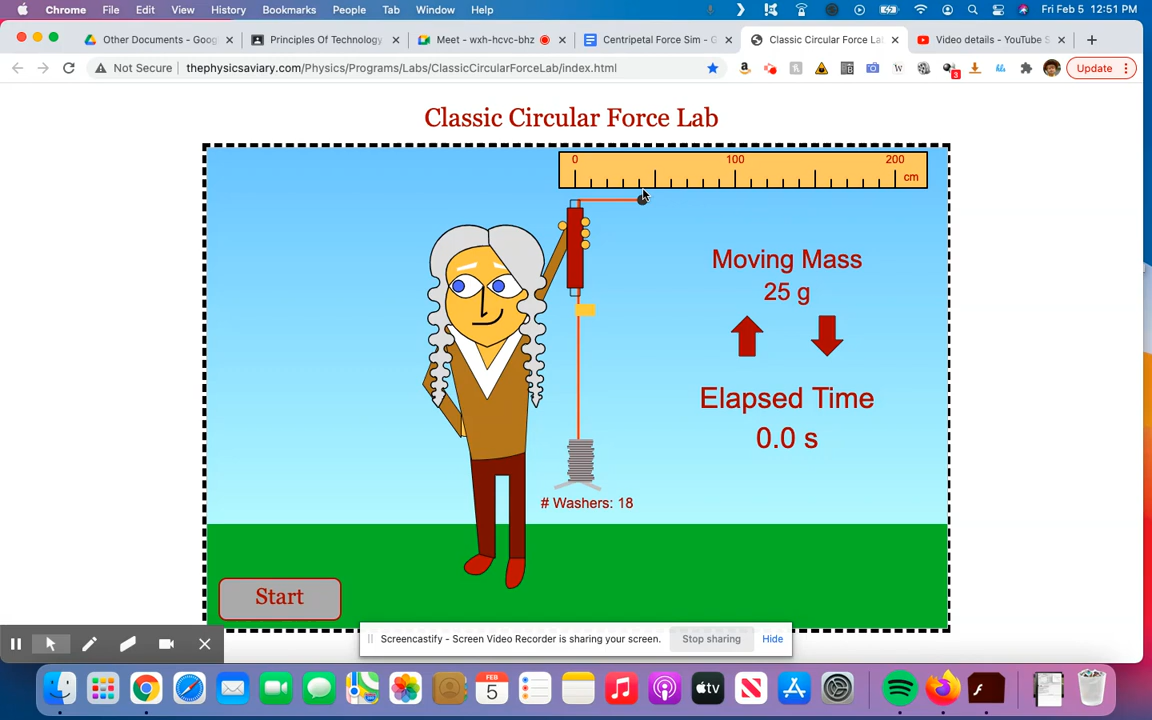 Chrome File Edit View History Bookmarks People Tab Window Help Fri Feb 5 12:51 PM
Other Documents - Goog Principles Of Technology Meet - wxh-hcvc-bhz Centripetal Force Sim - G Classic Circular Force Lab Video details - YouTube S
Not Secure thephysicsaviary.com/Physics/Programs/Labs/ClassicCircularForceLab/index.html 3 Update
Classic Circular Force Lab
0 100 200
cm
Moving Mass
25 g
Elapsed Time
0.0 s
# Washers: 18
Start
Screencastify - Screen Video Recorder is sharing your screen. Stop sharing Hide
FEB
5
tv